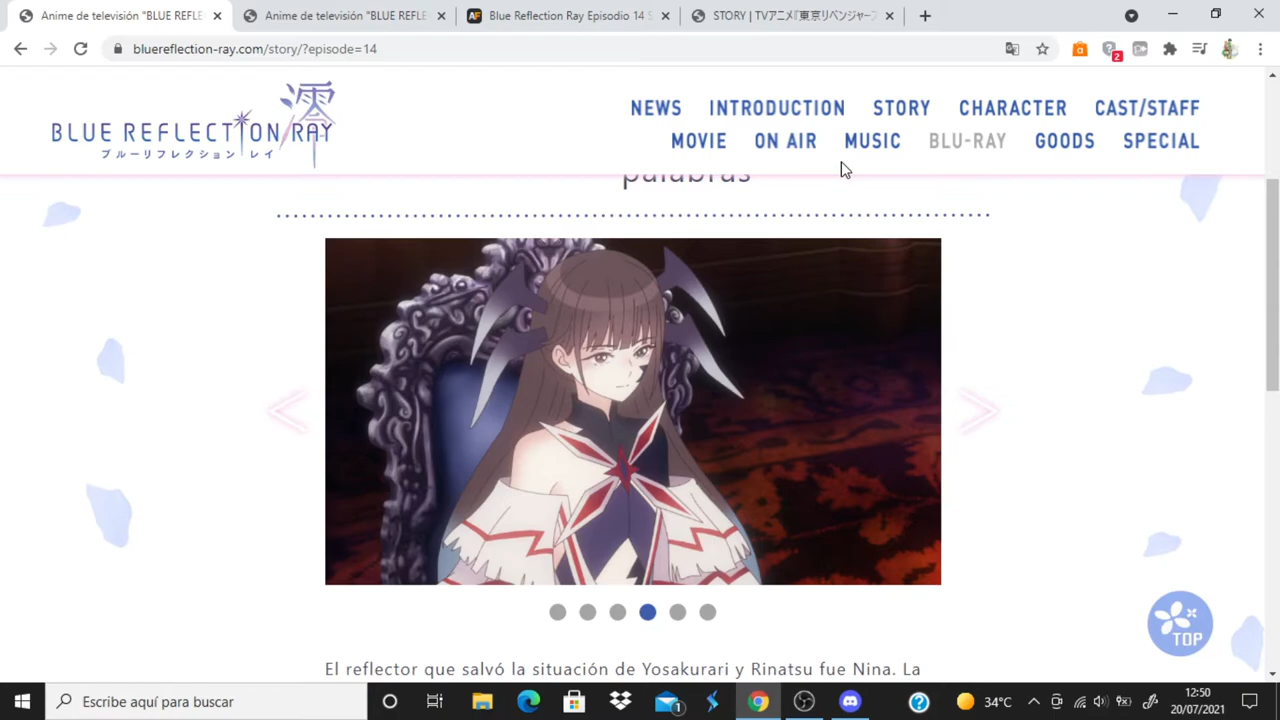 Anime de televisión "BLUE REFLE
Anime de televisión "BLUE REFLE
Blue Reflection Ray Episodio 14 S
STORY | TVアニメ『東京リベンジャーズ
bluereflection-ray.com/story/?episode=14
2
澪
BLUE REFLECTION RAY
ブルーリフレクション レイ
NEWS INTRODUCTION STORY CHARACTER CAST/STAFF
MOVIE ON AIR MUSIC BLU-RAY GOODS SPECIAL
palabras
TOP
El reflector que salvó la situación de Yosakurari y Rinatsu fue Nina. La
Escribe aquí para buscar
1
34°C
12:50
20/07/2021